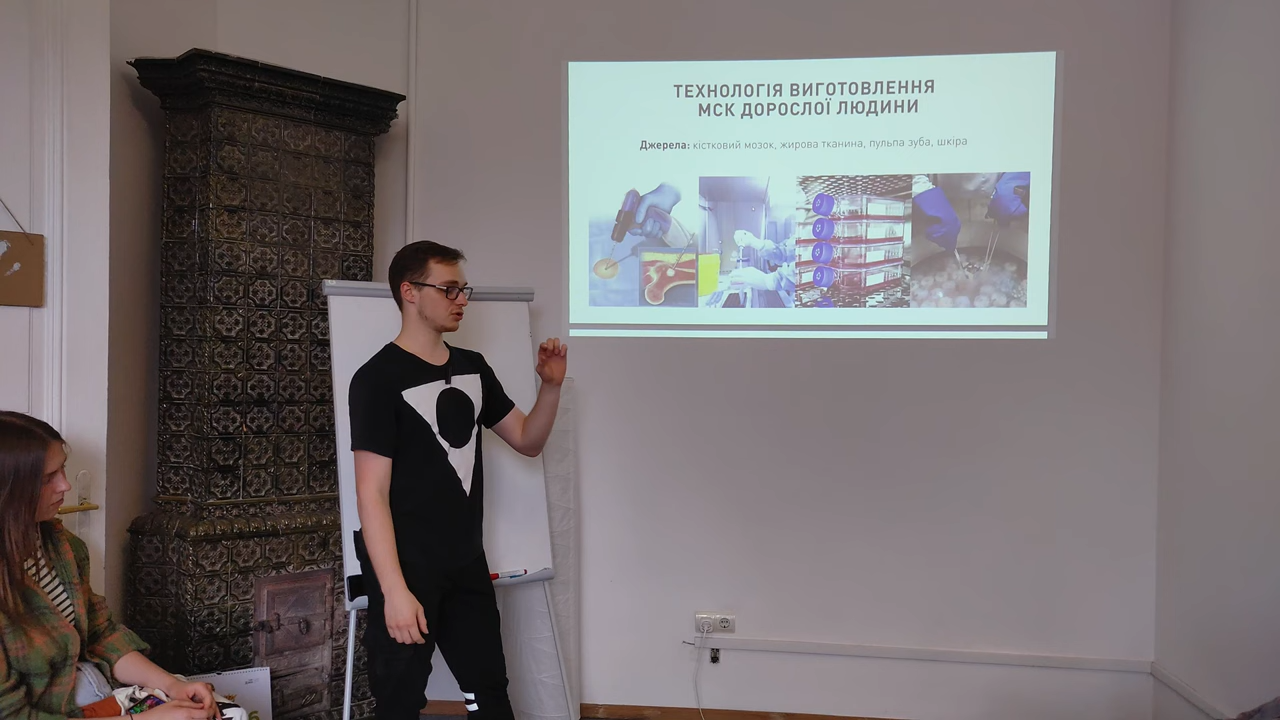 ТЕХНОЛОГІЯ ВИГОТОВЛЕННЯ
МСК ДОРОСЛОЇ ЛЮДИНИ
Джерела: кістковий мозок, жирова тканина, пульпа зуба, шкіра